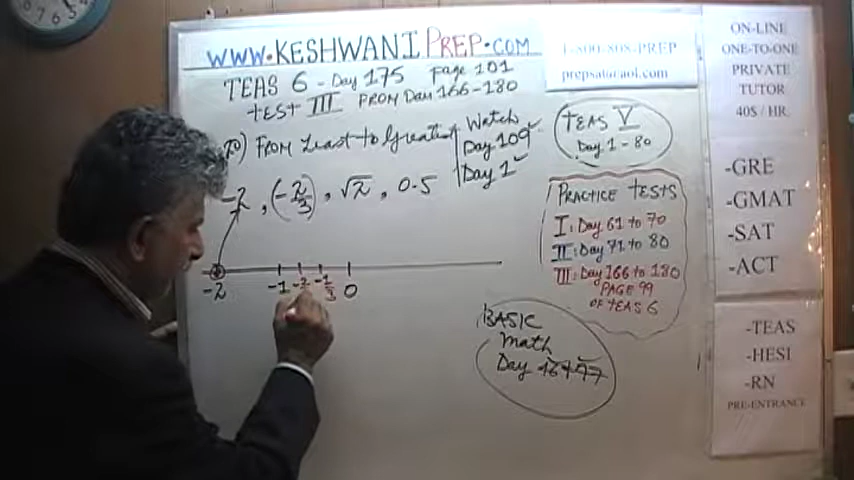 WWW.KESHWANIPREP.COM
TEAS 6 - Day 175 Page 101
TEST III FROM Day 166-180
20) FROM Least to Greatest
Watch
Day 109
Day 1
-2, (-2/3), √2, 0.5
-2 -1 -2 -1/3 0
1-800-808-PREP
prepsat@aol.com
TEAS V
Day 1-80
PRACTICE TESTS
I: Day 61 to 70
II: Day 71 to 80
III: Day 166 to 180
PAGE 99
OF TEAS 6
BASIC
math
Day
ON-LINE
ONE-TO-ONE
PRIVATE
TUTOR
40$ / HR.
-GRE
-GMAT
-SAT
-ACT
-TEAS
-HESI
-RN
PRE-ENTRANCE